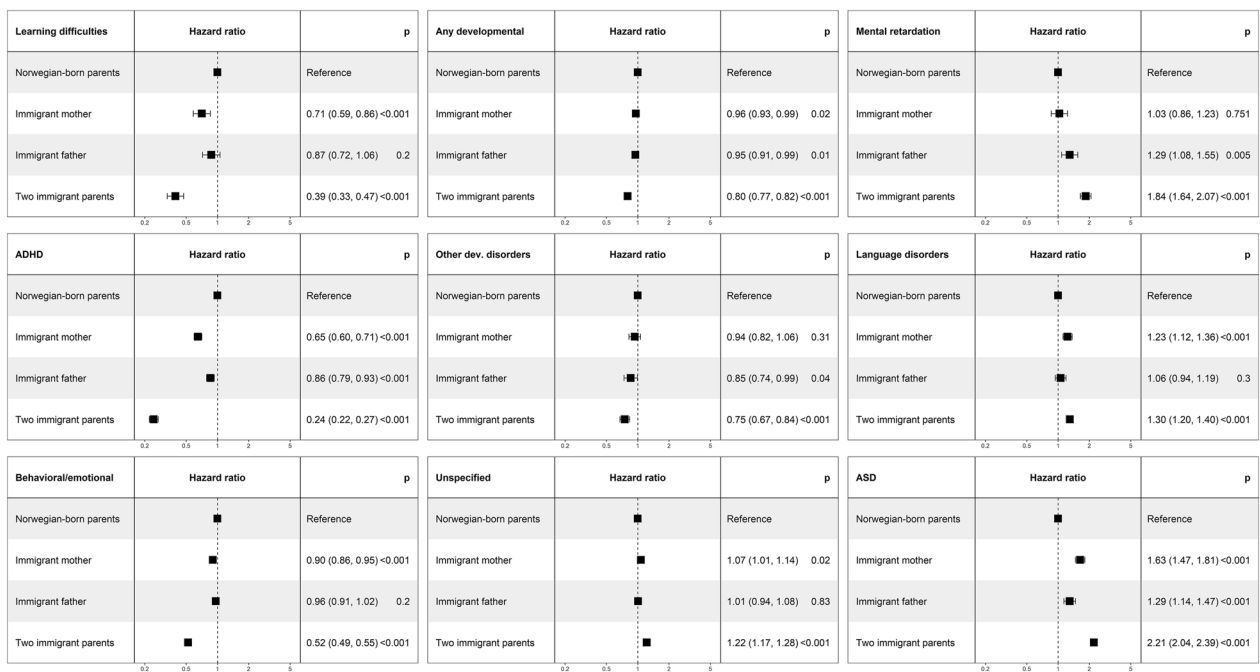 Learning difficulties Hazard ratio p
Norwegian-born parents Reference
Immigrant mother 0.71 (0.59, 0.86) <0.001
Immigrant father 0.87 (0.72, 1.06) 0.2
Two immigrant parents 0.39 (0.33, 0.47) <0.001
0.2 0.5 1 2 5
Any developmental Hazard ratio p
Norwegian-born parents Reference
Immigrant mother 0.96 (0.93, 0.99) 0.02
Immigrant father 0.95 (0.91, 0.99) 0.01
Two immigrant parents 0.80 (0.77, 0.82) <0.001
0.2 0.5 1 2 5
Mental retardation Hazard ratio p
Norwegian-born parents Reference
Immigrant mother 1.03 (0.86, 1.23) 0.751
Immigrant father 1.29 (1.08, 1.55) 0.005
Two immigrant parents 1.84 (1.64, 2.07) <0.001
0.2 0.5 1 2 5
ADHD Hazard ratio p
Norwegian-born parents Reference
Immigrant mother 0.65 (0.60, 0.71) <0.001
Immigrant father 0.86 (0.79, 0.93) <0.001
Two immigrant parents 0.24 (0.22, 0.27) <0.001
0.2 0.5 1 2 5
Other dev. disorders Hazard ratio p
Norwegian-born parents Reference
Immigrant mother 0.94 (0.82, 1.06) 0.31
Immigrant father 0.85 (0.74, 0.99) 0.04
Two immigrant parents 0.75 (0.67, 0.84) <0.001
0.2 0.5 1 2 5
Language disorders Hazard ratio p
Norwegian-born parents Reference
Immigrant mother 1.23 (1.12, 1.36) <0.001
Immigrant father 1.06 (0.94, 1.19) 0.3
Two immigrant parents 1.30 (1.20, 1.40) <0.001
0.2 0.5 1 2 5
Behavioral/emotional Hazard ratio p
Norwegian-born parents Reference
Immigrant mother 0.90 (0.86, 0.95) <0.001
Immigrant father 0.96 (0.91, 1.02) 0.2
Two immigrant parents 0.52 (0.49, 0.55) <0.001
0.2 0.5 1 2 5
Unspecified Hazard ratio p
Norwegian-born parents Reference
Immigrant mother 1.07 (1.01, 1.14) 0.02
Immigrant father 1.01 (0.94, 1.08) 0.83
Two immigrant parents 1.22 (1.17, 1.28) <0.001
0.2 0.5 1 2 5
ASD Hazard ratio p
Norwegian-born parents Reference
Immigrant mother 1.63 (1.47, 1.81) <0.001
Immigrant father 1.29 (1.14, 1.47) <0.001
Two immigrant parents 2.21 (2.04, 2.39) <0.001
0.2 0.5 1 2 5